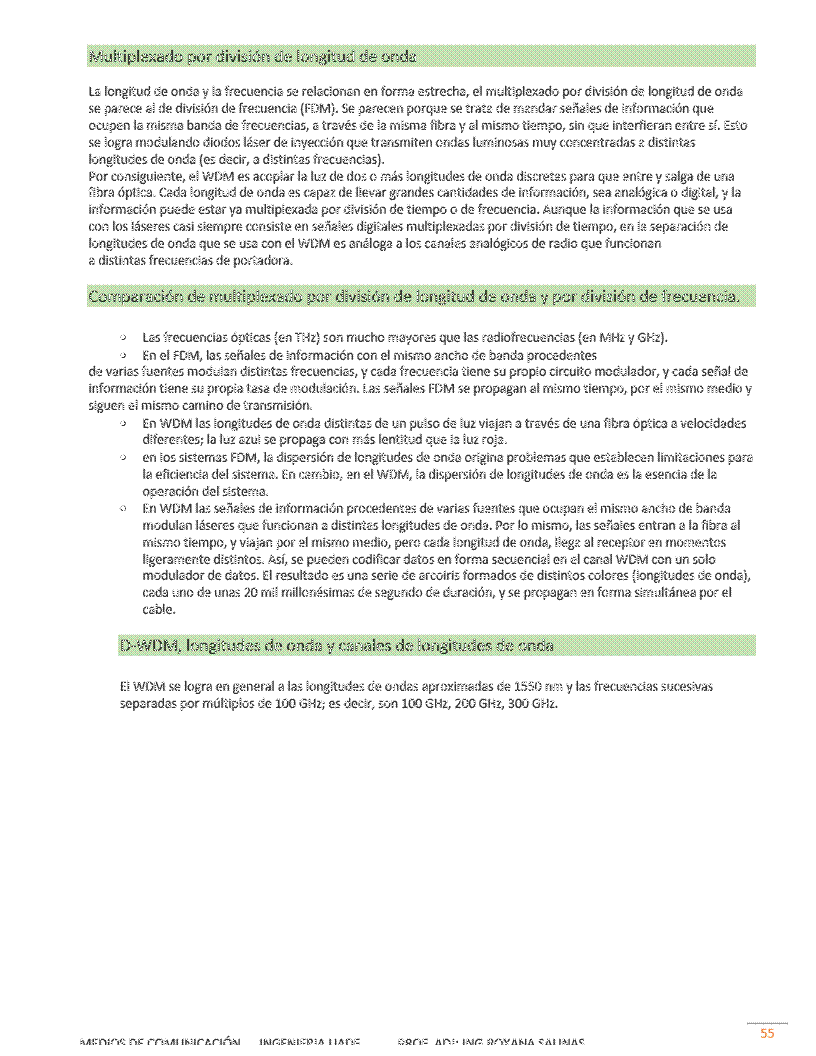 Multiplexado por división de longitud de onda
La longitud de onda y la frecuencia se relacionan en forma estrecha, el multiplexado por división de longitud de onda
se parece al de división de frecuencia (FDM). Se parecen porque se trata de mandar señales de información que
ocupen la misma banda de frecuencias, a través de la misma fibra y al mismo tiempo, sin que interfieran entre sí. Esto
se logra modulando diodos láser de inyección que transmiten ondas luminosas muy concentradas a distintas
longitudes de onda (es decir, a distintas frecuencias).
Por consiguiente, el WDM es acoplar la luz de dos o más longitudes de onda discretas para que entre y salga de una
fibra óptica. Cada longitud de onda es capaz de llevar grandes cantidades de información, sea analógica o digital, y la
información puede estar ya multiplexada por división de tiempo o de frecuencia. Aunque la información que se usa
con los láseres casi siempre consiste en señales digitales multiplexadas por división de tiempo, en la separación de
longitudes de onda que se usa con el WDM es análoga a los canales analógicos de radio que funcionan
a distintas frecuencias de portadora.
Comparación de multiplexado por división de longitud de onda y por división de frecuencia.
○ Las frecuencias ópticas (en THz) son mucho mayores que las radiofrecuencias (en MHz y GHz).
○ En el FDM, las señales de información con el mismo ancho de banda procedentes
de varias fuentes modulan distintas frecuencias, y cada frecuencia tiene su propio circuito modulador, y cada señal de
información tiene su propia tasa de modulación. Las señales FDM se propagan al mismo tiempo, por el mismo medio y
siguen el mismo camino de transmisión.
○ En WDM las longitudes de onda distintas de un pulso de luz viajan a través de una fibra óptica a velocidades
diferentes; la luz azul se propaga con más lentitud que la luz roja.
○ en los sistemas FDM, la dispersión de longitudes de onda origina problemas que establecen limitaciones para
la eficiencia del sistema. En cambio, en el WDM, la dispersión de longitudes de onda es la esencia de la
operación del sistema.
○ En WDM las señales de información procedentes de varias fuentes que ocupan el mismo ancho de banda
modulan láseres que funcionan a distintas longitudes de onda. Por lo mismo, las señales entran a la fibra al
mismo tiempo, y viajan por el mismo medio, pero cada longitud de onda, llega al receptor en momentos
ligeramente distintos. Así, se pueden codificar datos en forma secuencial en el canal WDM con un solo
modulador de datos. El resultado es una serie de arcoíris formados de distintos colores (longitudes de onda),
cada uno de unas 20 mil millonésimas de segundo de duración, y se propagan en forma simultánea por el
cable.
D-WDM, longitudes de onda y canales de longitudes de onda
El WDM se logra en general a las longitudes de ondas aproximadas de 1550 nm y las frecuencias sucesivas
separadas por múltiplos de 100 GHz; es decir, son 100 GHz, 200 GHz, 300 GHz.
55
MEDIOS DE COMUNICACIÓN INGENIERIA UADE PROF. ADJ: ING ROXANA SALINAS